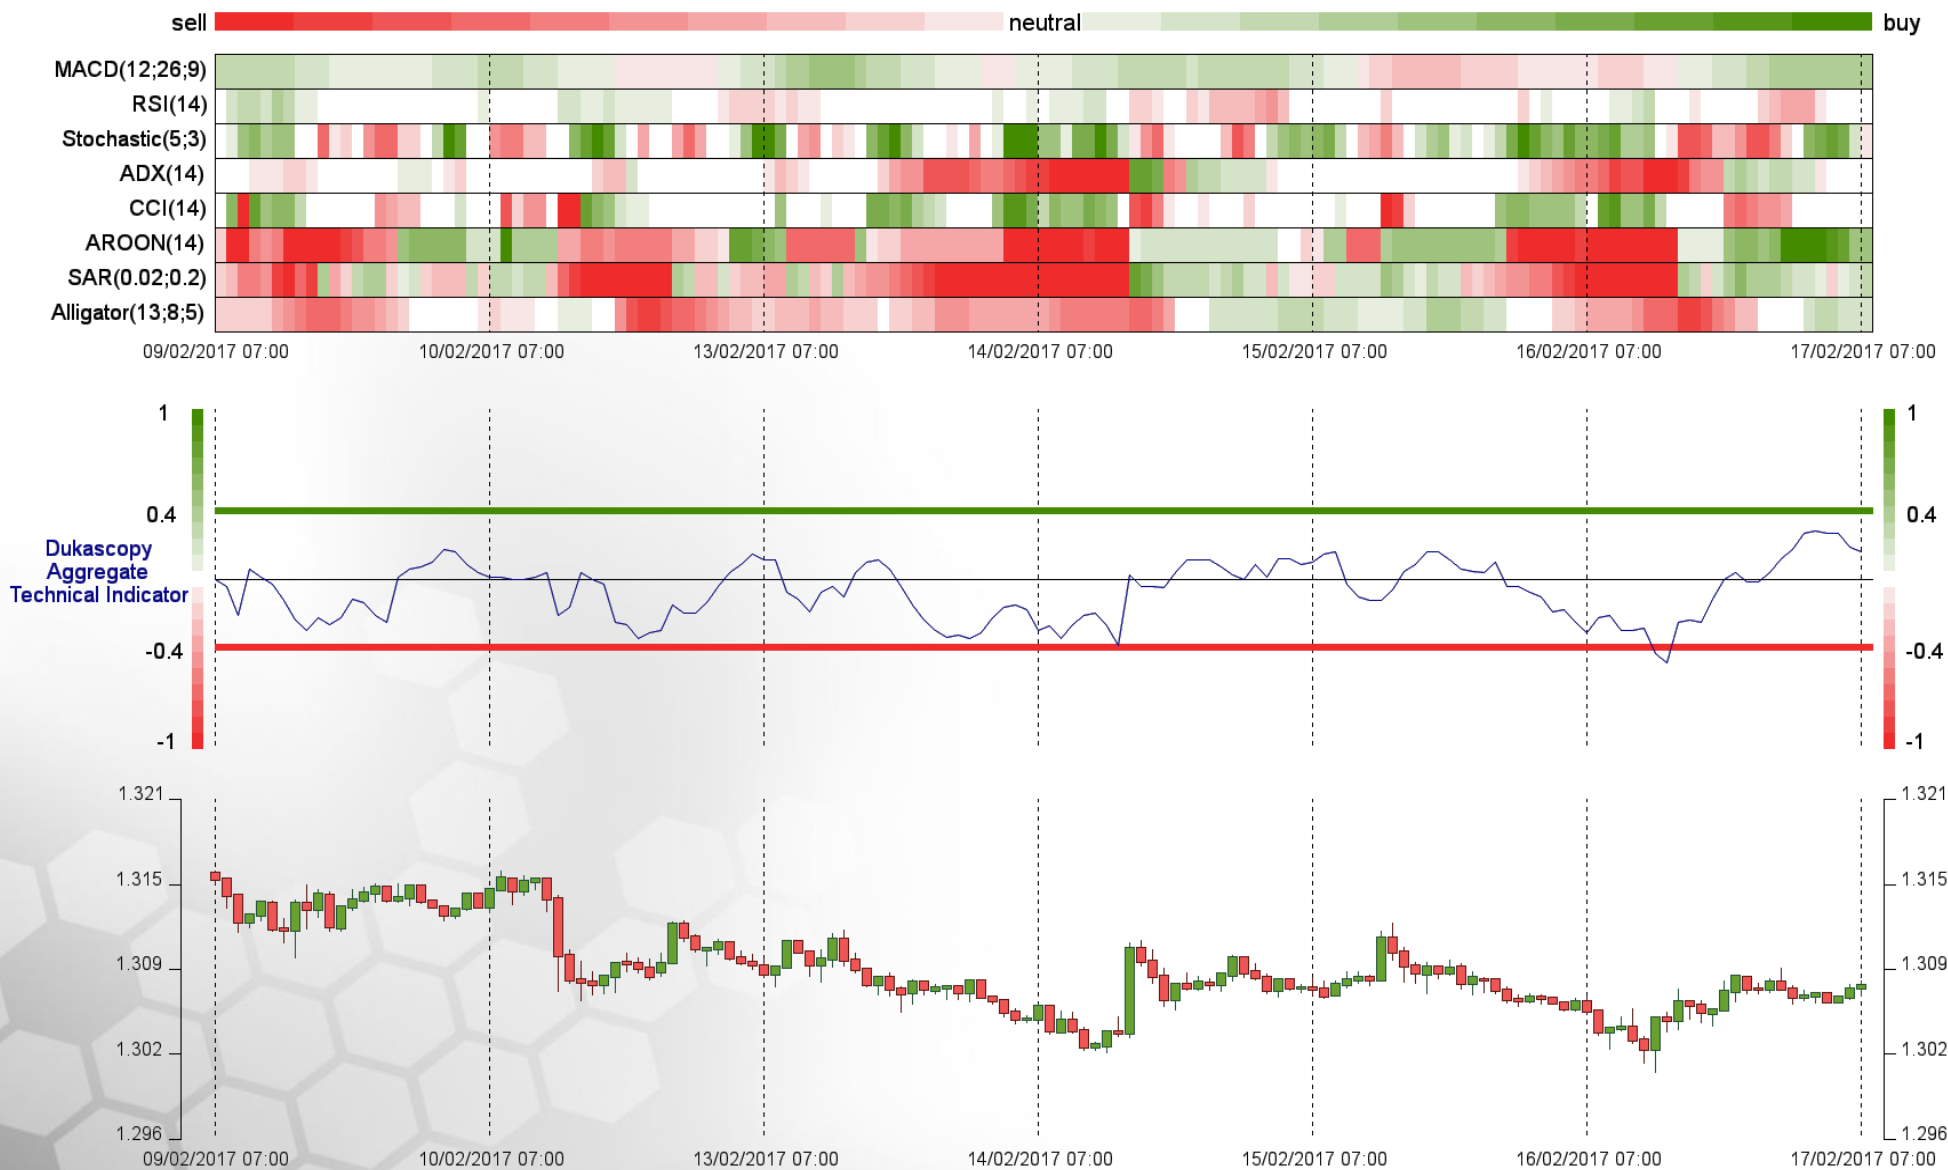 sell neutral buy
MACD(12;26;9)
RSI(14)
Stochastic(5;3)
ADX(14)
CCI(14)
AROON(14)
SAR(0.02;0.2)
Alligator(13;8;5)
09/02/2017 07:00 10/02/2017 07:00 13/02/2017 07:00 14/02/2017 07:00 15/02/2017 07:00 16/02/2017 07:00 17/02/2017 07:00
1 1
0.4 0.4
Dukascopy
Aggregate
Technical Indicator
-0.4 -0.4
-1 -1
1.321 1.321
1.315 1.315
1.309 1.309
1.302 1.302
1.296 1.296
09/02/2017 07:00 10/02/2017 07:00 13/02/2017 07:00 14/02/2017 07:00 15/02/2017 07:00 16/02/2017 07:00 17/02/2017 07:00